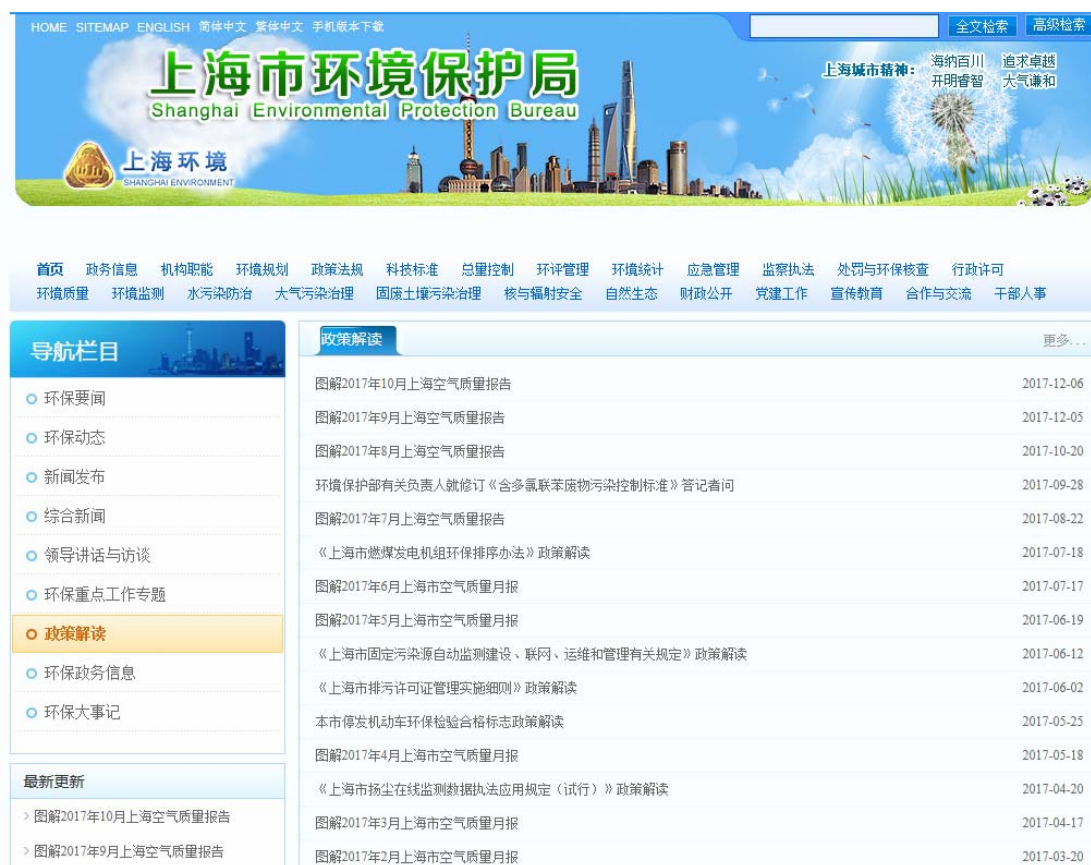 HOME SITEMAP ENGLISH 简体中文 繁体中文 手机版本下载
全文检索 高级检索
上海市环境保护局
Shanghai Environmental Protection Bureau
上海城市精神： 海纳百川 追求卓越
开明睿智 大气谦和
上海环境
SHANGHAI ENVIRONMENT
首页 政务信息 机构职能 环境规划 政策法规 科技标准 总量控制 环评管理 环境统计 应急管理 监察执法 处罚与环保核查 行政许可
环境质量 环境监测 水污染防治 大气污染治理 固废土壤污染治理 核与辐射安全 自然生态 财政公开 党建工作 宣传教育 合作与交流 干部人事
导航栏目
环保要闻
环保动态
新闻发布
综合新闻
领导讲话与访谈
环保重点工作专题
政策解读
环保政务信息
环保大事记
最新更新
图解2017年10月上海空气质量报告
图解2017年9月上海空气质量报告
政策解读 更多...
图解2017年10月上海空气质量报告 2017-12-06
图解2017年9月上海空气质量报告 2017-12-05
图解2017年8月上海空气质量报告 2017-10-20
环境保护部有关负责人就修订《含多氯联苯废物污染控制标准》答记者问 2017-09-28
图解2017年7月上海空气质量报告 2017-08-22
《上海市燃煤发电机组环保排序办法》政策解读 2017-07-18
图解2017年6月上海市空气质量月报 2017-07-17
图解2017年5月上海市空气质量月报 2017-06-19
《上海市固定污染源自动监测建设、联网、运维和管理有关规定》政策解读 2017-06-12
《上海市排污许可证管理实施细则》政策解读 2017-06-02
本市停发机动车环保检验合格标志政策解读 2017-05-25
图解2017年4月上海市空气质量月报 2017-05-18
《上海市扬尘在线监测数据执法应用规定（试行）》政策解读 2017-04-20
图解2017年3月上海市空气质量月报 2017-04-17
图解2017年2月上海市空气质量月报 2017-03-20